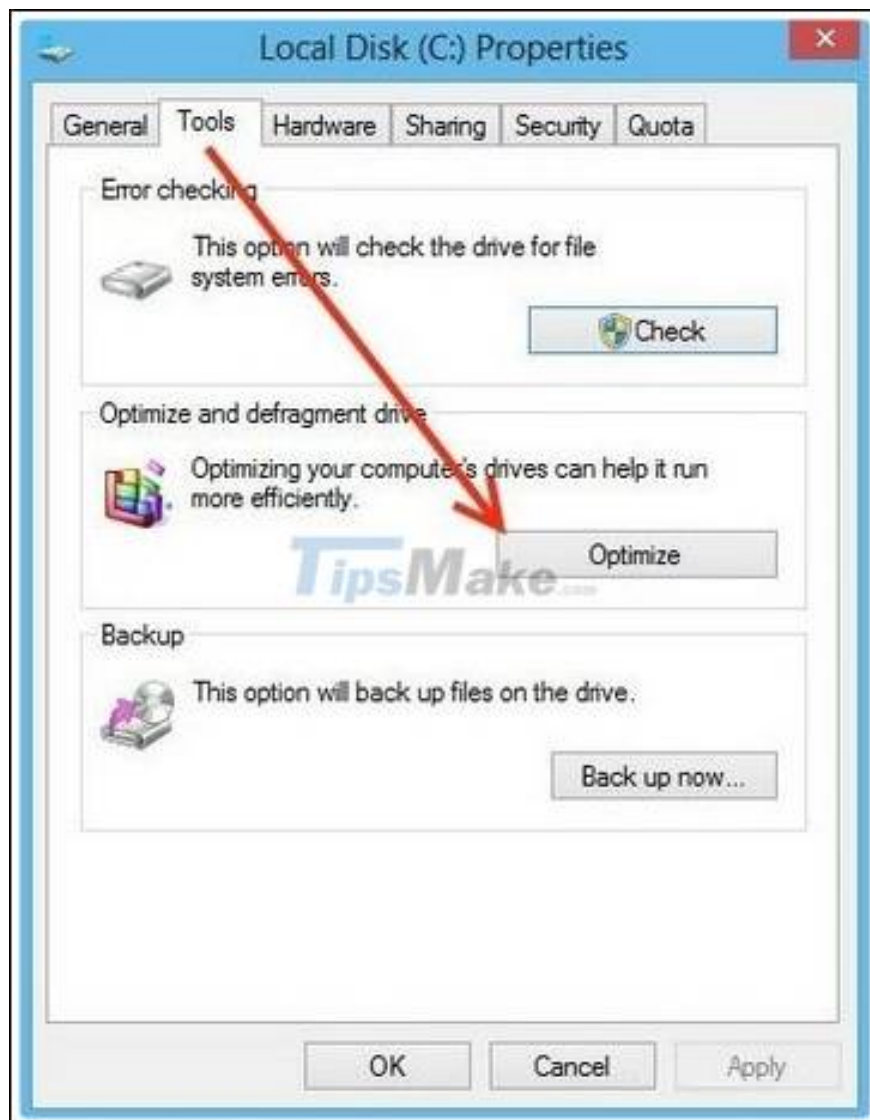 Local Disk (C:) Properties
General Tools Hardware Sharing Security Quota
Error checking
This option will check the drive for file
system errors.
Check
Optimize and defragment drive
Optimizing your computer's drives can help it run
more efficiently.
Optimize
TipsMake.com
Backup
This option will back up files on the drive.
Back up now...
OK Cancel Apply